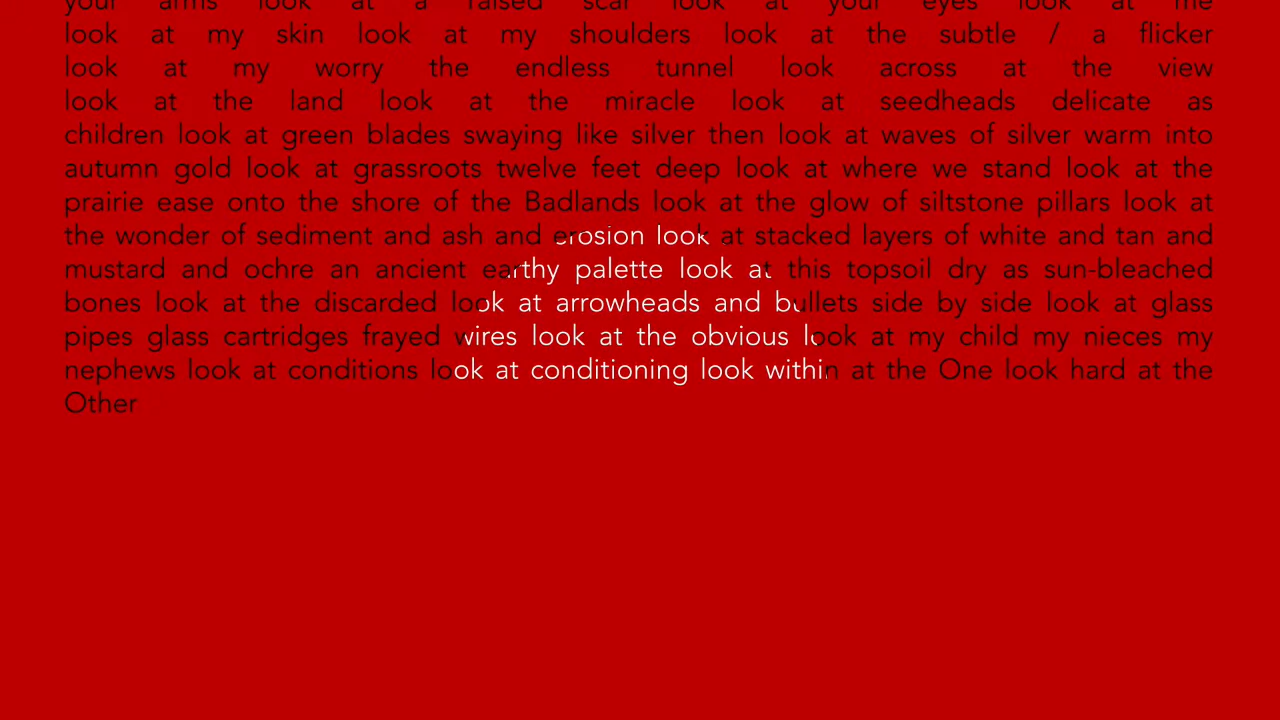 your arms look at a raised scar look at your eyes look at me
look at my skin look at my shoulders look at the subtle / a flicker
look at my worry the endless tunnel look across at the view
look at the land look at the miracle look at seedheads delicate as
children look at green blades swaying like silver then look at waves of silver warm into
autumn gold look at grassroots twelve feet deep look at where we stand look at the
prairie ease onto the shore of the Badlands look at the glow of siltstone pillars look at
the wonder of sediment and ash and erosion look at stacked layers of white and tan and
mustard and ochre an ancient earthy palette look at this topsoil dry as sun-bleached
bones look at the discarded look at arrowheads and bullets side by side look at glass
pipes glass cartridges frayed wires look at the obvious look at my child my nieces my
nephews look at conditions look at conditioning look within at the One look hard at the
Other